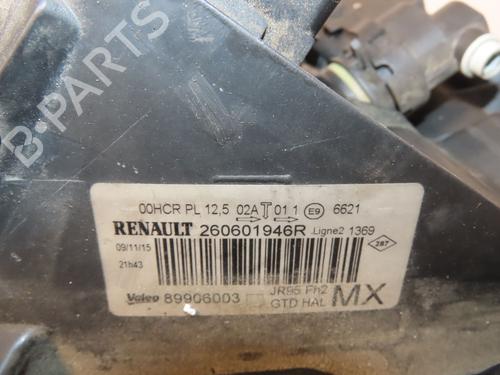 B-PARTS
00HCR PL 12,5 02A T 01 1 E9 6621
RENAULT 260601946R .Ligne2 1369
09/11/15
21h43
287
Valeo 89906003 JR95 Ph2
GTD HAL MX